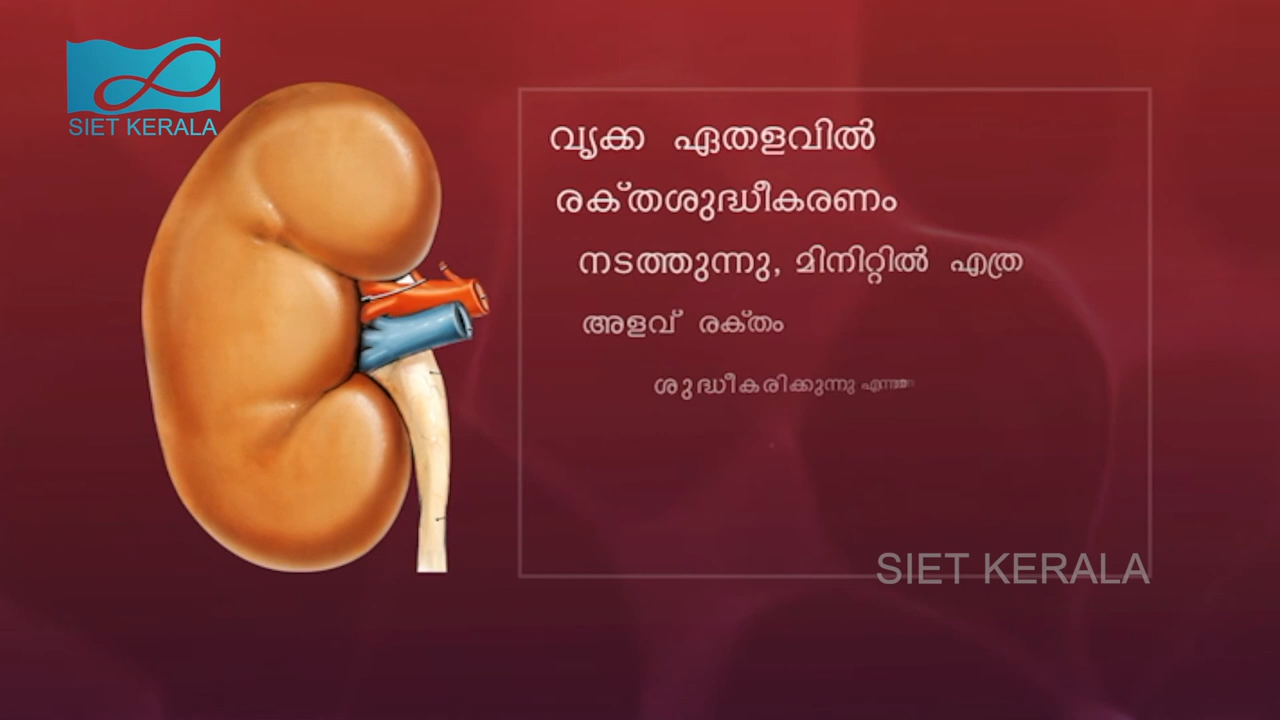 SIET KERALA
വൃക്ക ഏതളവിൽ
രക്തശുദ്ധീകരണം
നടത്തുന്നു, മിനിറ്റിൽ എത്ര
അളവ് രക്തം
ശുദ്ധീകരിക്കുന്നു
SIET KERALA